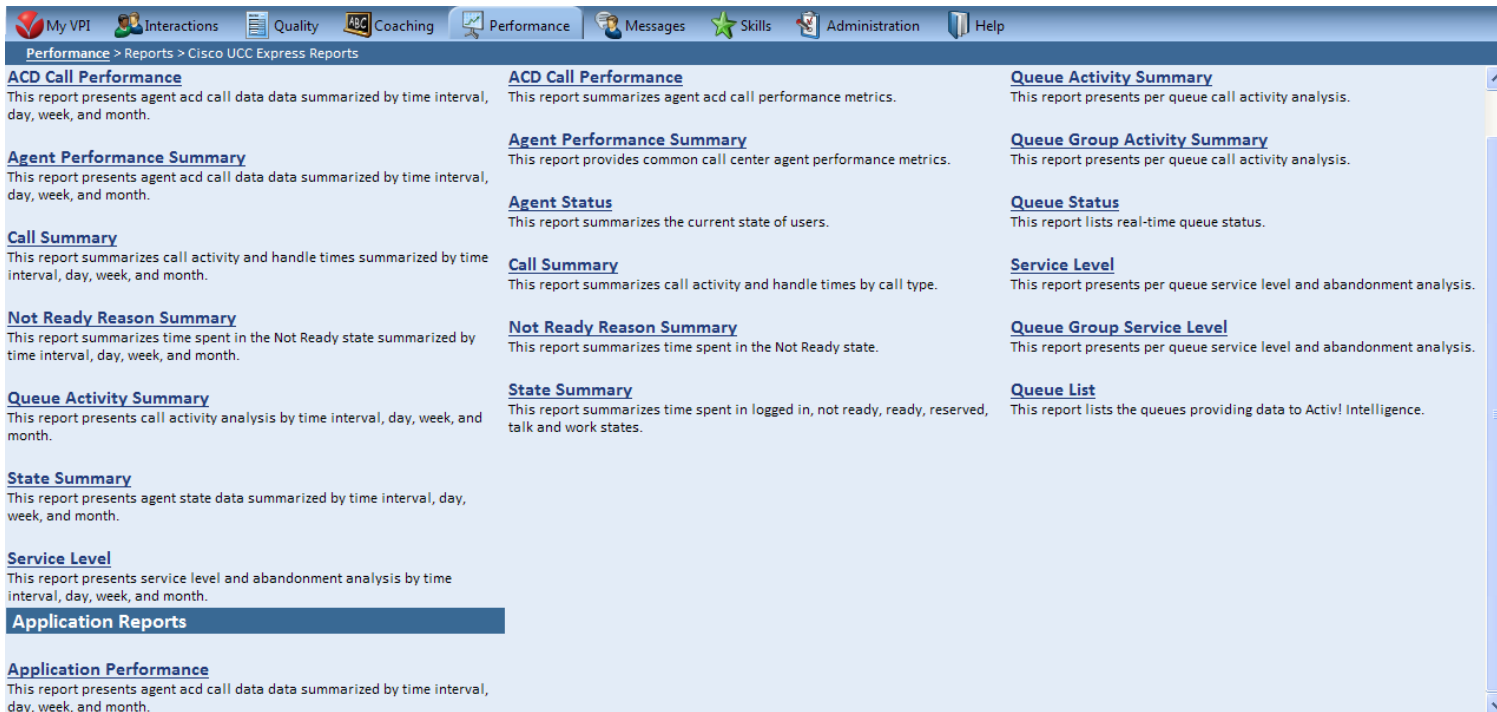 My VPI Interactions Quality ABC Coaching Performance Messages Skills Administration Help
Performance > Reports > Cisco UCC Express Reports
ACD Call Performance
This report presents agent acd call data data summarized by time interval,
day, week, and month.
Agent Performance Summary
This report presents agent acd call data data summarized by time interval,
day, week, and month.
Call Summary
This report summarizes call activity and handle times summarized by time
interval, day, week, and month.
Not Ready Reason Summary
This report summarizes time spent in the Not Ready state summarized by
time interval, day, week, and month.
Queue Activity Summary
This report presents call activity analysis by time interval, day, week, and
month.
State Summary
This report presents agent state data summarized by time interval, day,
week, and month.
Service Level
This report presents service level and abandonment analysis by time
interval, day, week, and month.
Application Reports
Application Performance
This report presents agent acd call data data summarized by time interval,
day, week, and month.
ACD Call Performance
This report summarizes agent acd call performance metrics.
Agent Performance Summary
This report provides common call center agent performance metrics.
Agent Status
This report summarizes the current state of users.
Call Summary
This report summarizes call activity and handle times by call type.
Not Ready Reason Summary
This report summarizes time spent in the Not Ready state.
State Summary
This report summarizes time spent in logged in, not ready, ready, reserved,
talk and work states.
Queue Activity Summary
This report presents per queue call activity analysis.
Queue Group Activity Summary
This report presents per queue call activity analysis.
Queue Status
This report lists real-time queue status.
Service Level
This report presents per queue service level and abandonment analysis.
Queue Group Service Level
This report presents per queue service level and abandonment analysis.
Queue List
This report lists the queues providing data to Activ! Intelligence.